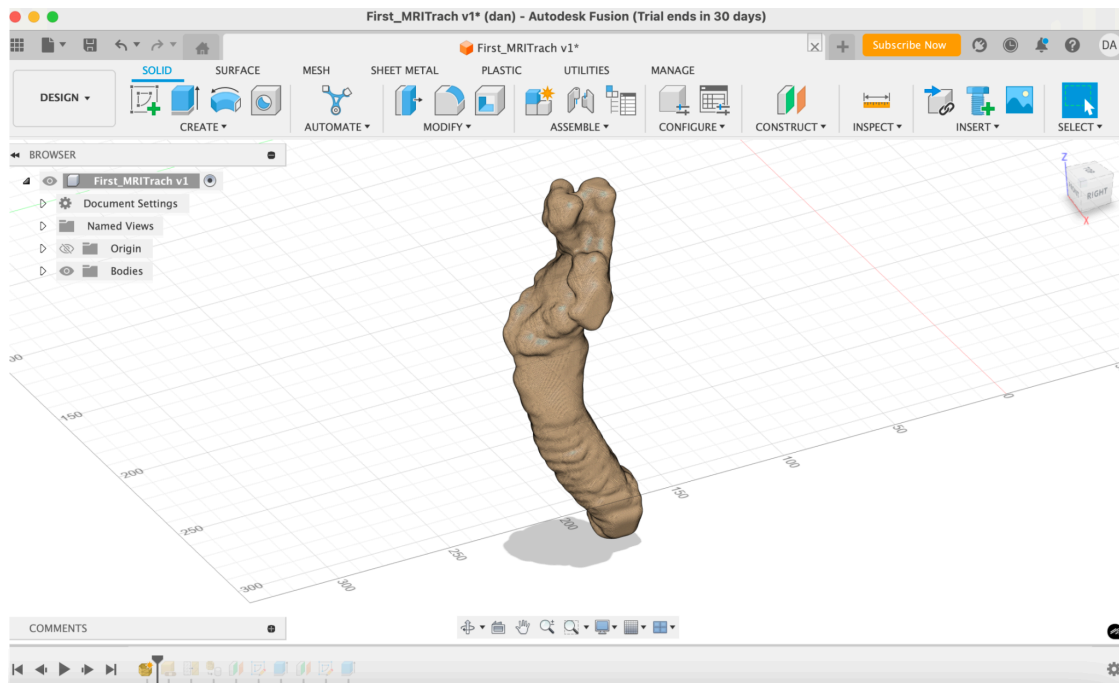 First_MRITrach v1* (dan) - Autodesk Fusion (Trial ends in 30 days)
First_MRITrach v1*
Subscribe Now
DA
DESIGN
SOLID SURFACE MESH SHEET METAL PLASTIC UTILITIES MANAGE
CREATE AUTOMATE MODIFY ASSEMBLE CONFIGURE CONSTRUCT INSPECT INSERT SELECT
BROWSER
First_MRITrach v1
Document Settings
Named Views
Origin
Bodies
Z
RIGHT
X
0
50
100
150
200
250
300
150
200
250
300
COMMENTS